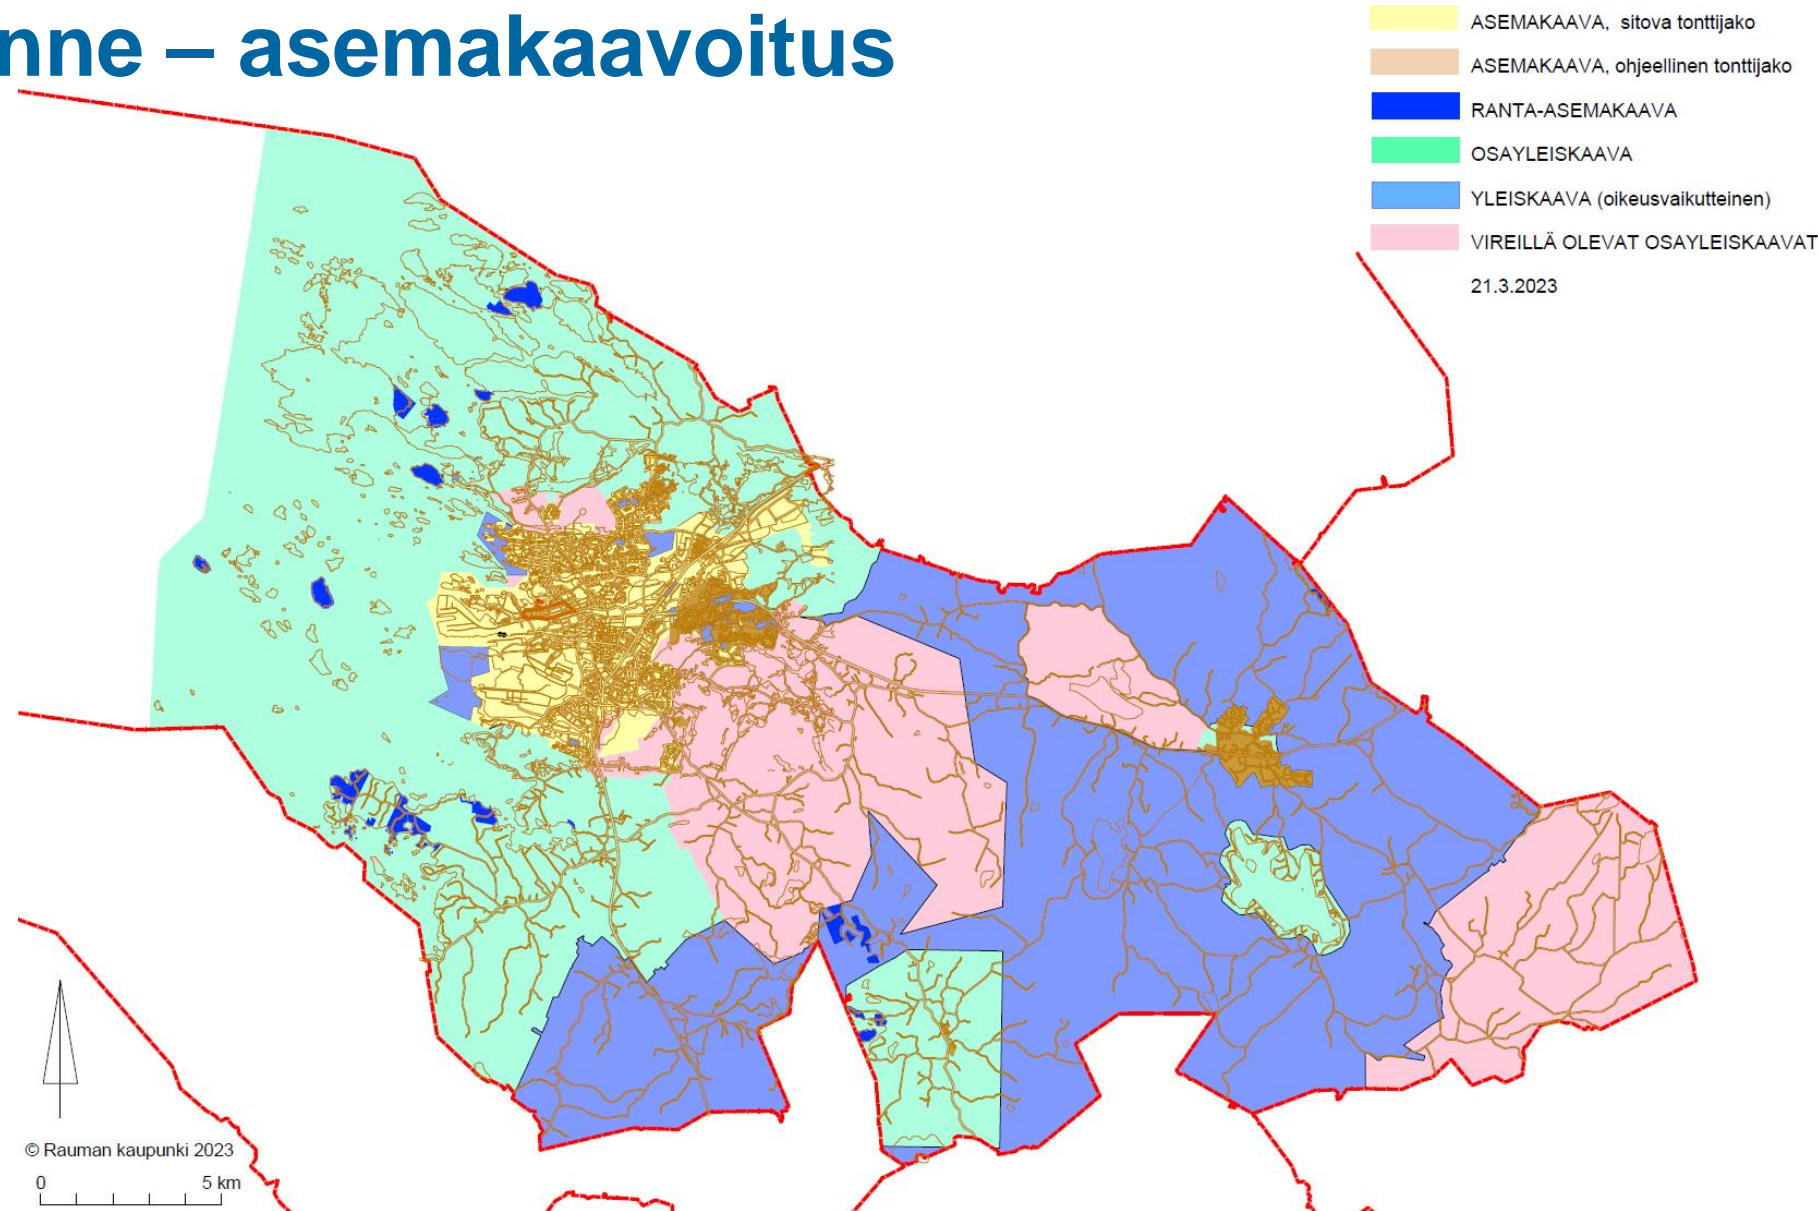 nne – asemakaavoitus
ASEMAKAAVA, sitova tonttijako
ASEMAKAAVA, ohjeellinen tonttijako
RANTA-ASEMAKAAVA
OSAYLEISKAAVA
YLEISKAAVA (oikeusvaikutteinen)
VIREILLÄ OLEVAT OSAYLEISKAAVAT
21.3.2023
© Rauman kaupunki 2023
0 5 km